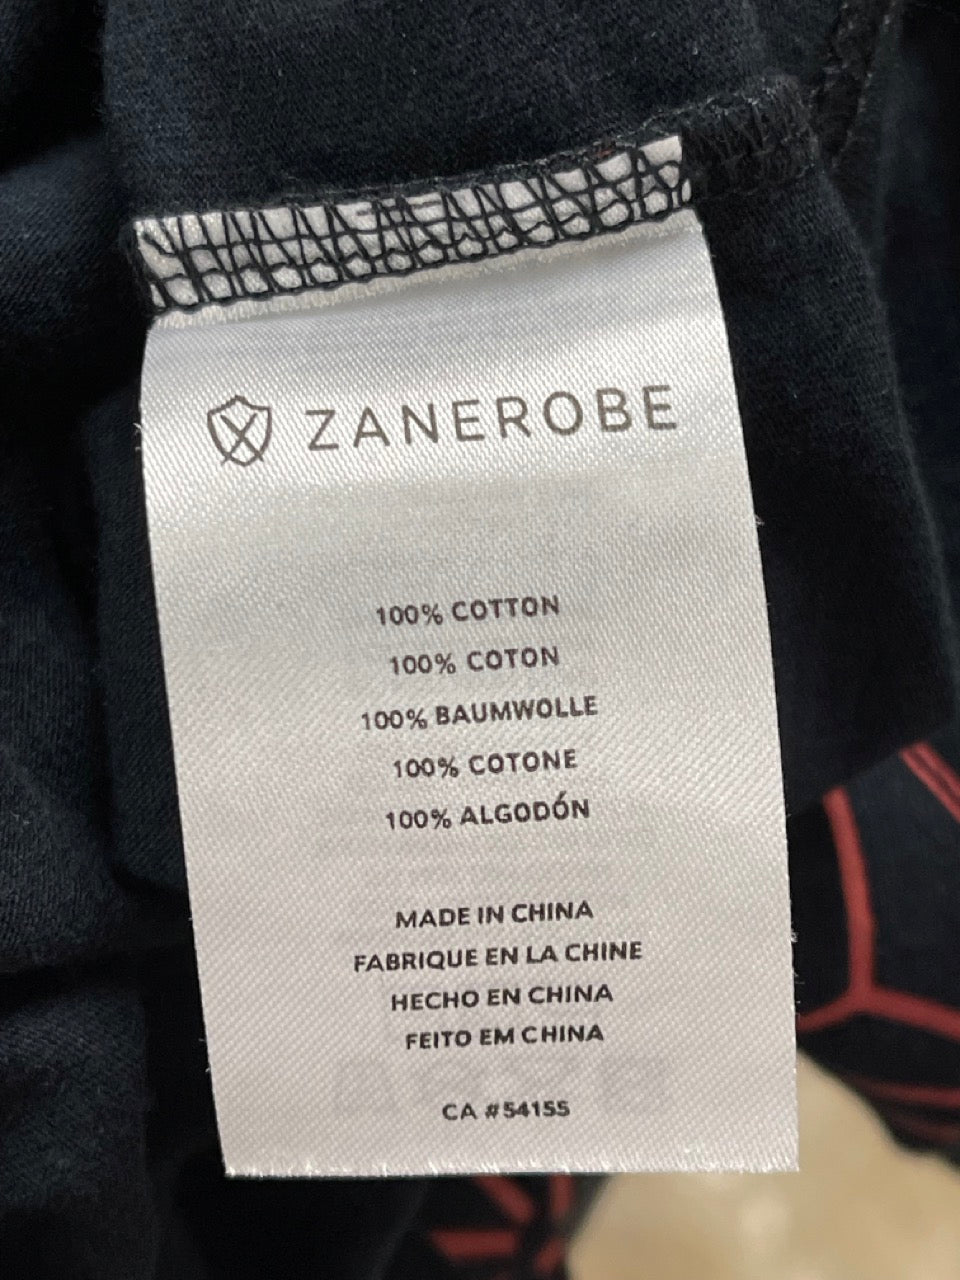 ZANEROBE
100% COTTON
100% COTON
100% BAUMWOLLE
100% COTONE
100% ALGODÓN
MADE IN CHINA
FABRIQUE EN LA CHINE
HECHO EN CHINA
FEITO EM CHINA
CA #54155